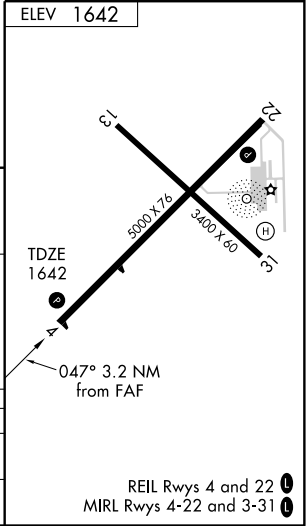 ELEV 1642
13
22
P
5000 X 76
3400 X 60
H
31
TDZE
1642
P
4
047° 3.2 NM
from FAF
REIL Rwys 4 and 22 L
MIRL Rwys 4-22 and 3-31 L